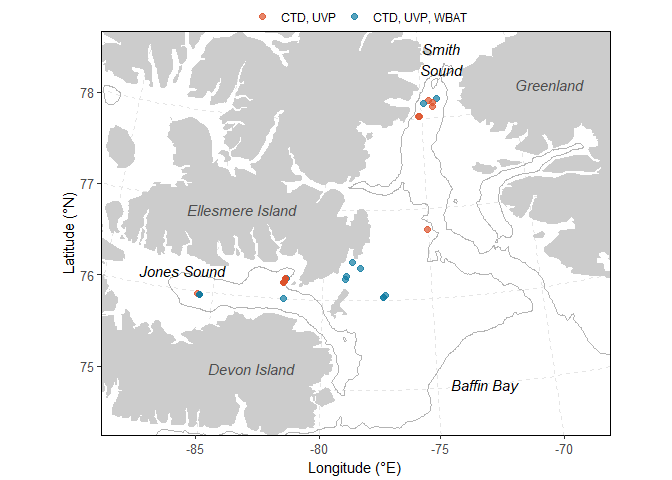 CTD, UVP CTD, UVP, WBAT
Smith
Sound
Greenland
78
77
Ellesmere Island
Jones Sound
76
75
Devon Island
Baffin Bay
Latitude (°N)
-85 -80 -75 -70
Longitude (°E)